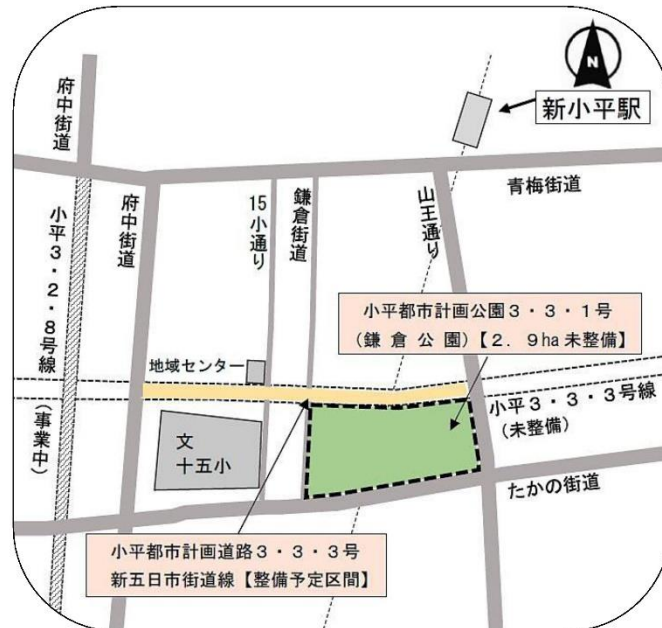 N
新小平駅
府中街道
青梅街道
小平3・2・8号線
(事業中)
府中街道
15小通り
鎌倉街道
山王通り
小平都市計画公園3・3・1号
(鎌倉公園)【2.9ha未整備】
地域センター
小平3・3・3号線
(未整備)
文
十五小
たかの街道
小平都市計画道路3・3・3号
新五日市街道線【整備予定区間】